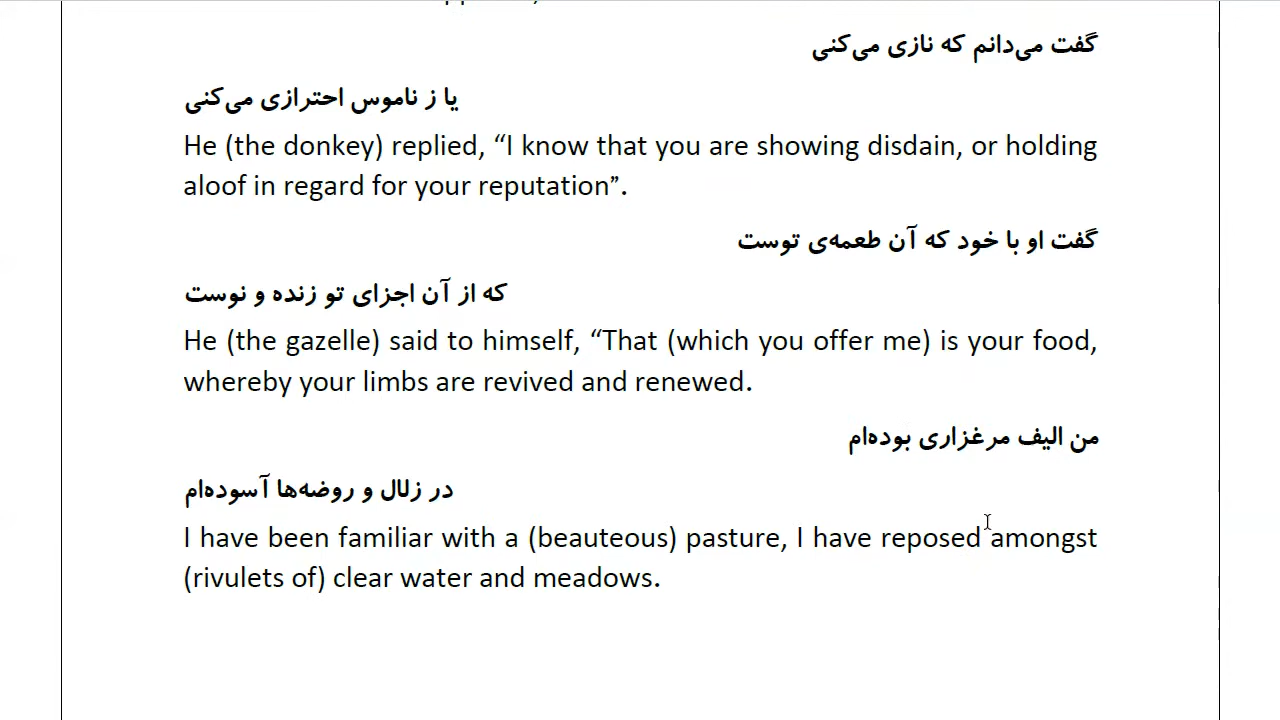 گفت می‌دانم که نازی می‌کنی
یا ز ناموس احترازی می‌کنی
He (the donkey) replied, “I know that you are showing disdain, or holding
aloof in regard for your reputation”.
گفت او با خود که آن طعمه‌ی توست
که از آن اجزای تو زنده و نوست
He (the gazelle) said to himself, “That (which you offer me) is your food,
whereby your limbs are revived and renewed.
من الیف مرغزاری بوده‌ام
در زلال و روضه‌ها آسوده‌ام
I have been familiar with a (beauteous) pasture, I have reposed amongst
(rivulets of) clear water and meadows.